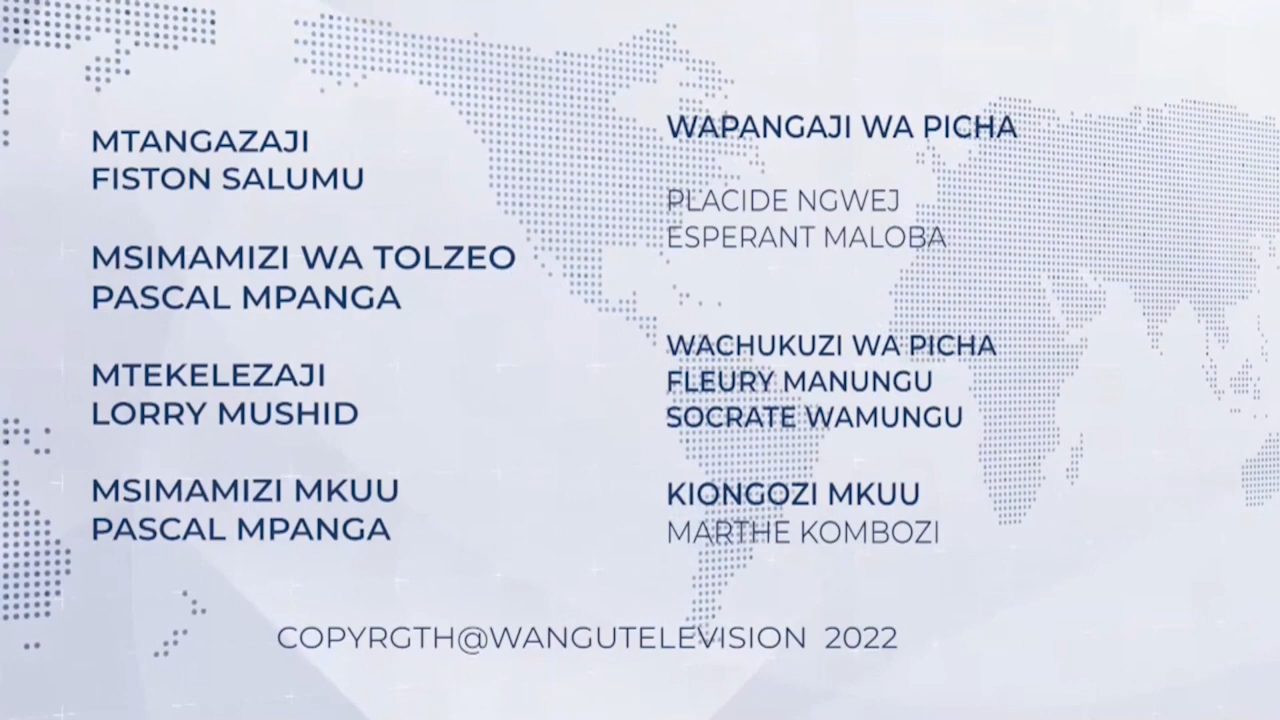 MTANGAZAJI
FISTON SALUMU
MSIMAMIZI WA TOLZEO
PASCAL MPANGA
MTEKELEZAJI
LORRY MUSHID
MSIMAMIZI MKUU
PASCAL MPANGA
WAPANGAJI WA PICHA
PLACIDE NGWEJ
ESPERANT MALOBA
WACHUKUZI WA PICHA
FLEURY MANUNGU
SOCRATE WAMUNGU
KIONGOZI MKUU
MARTHE KOMBOZI
COPYRGTH@WANGUTELEVISION 2022